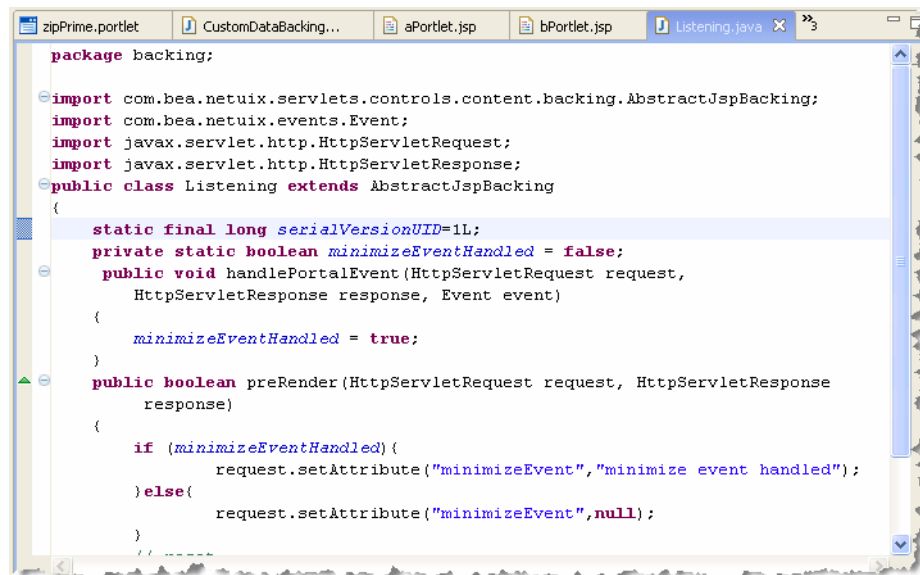 zipPrime.portlet CustomDataBacking... aPortlet.jsp bPortlet.jsp Listening.java »3
package backing;
import com.bea.netuix.servlets.controls.content.backing.AbstractJspBacking;
import com.bea.netuix.events.Event;
import javax.servlet.http.HttpServletRequest;
import javax.servlet.http.HttpServletResponse;
public class Listening extends AbstractJspBacking
{
static final long serialVersionUID=1L;
private static boolean minimizeEventHandled = false;
public void handlePortalEvent(HttpServletRequest request,
HttpServletResponse response, Event event)
{
minimizeEventHandled = true;
}
public boolean preRender(HttpServletRequest request, HttpServletResponse
response)
{
if (minimizeEventHandled){
request.setAttribute("minimizeEvent","minimize event handled");
}else{
request.setAttribute("minimizeEvent",null);
}
//